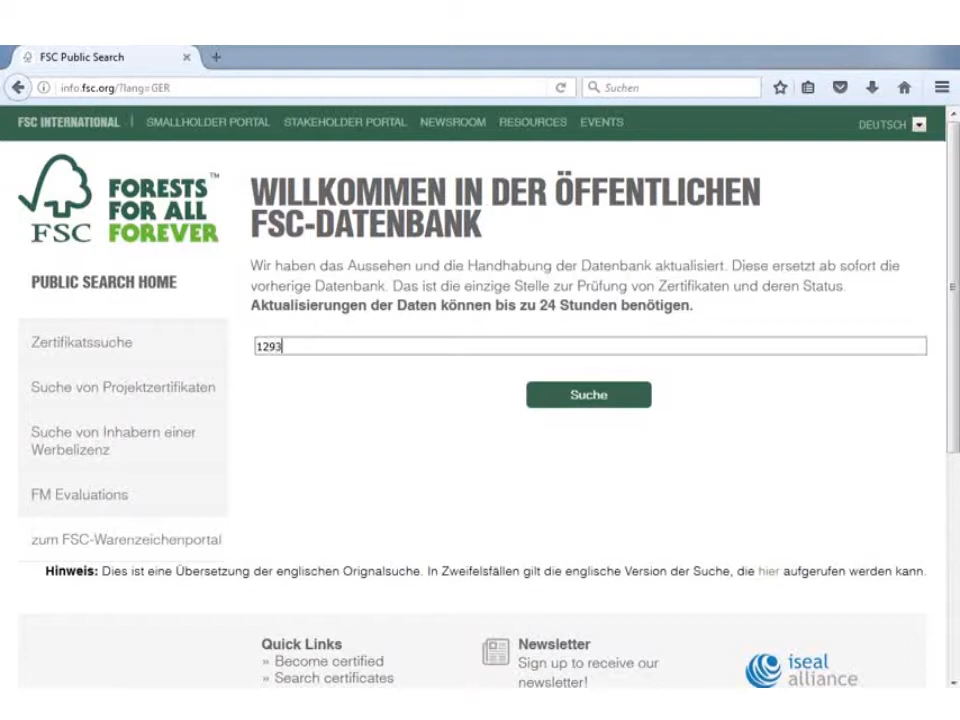 FSC Public Search
info.fsc.org/?lang=GER
Suchen
FSC INTERNATIONAL | SMALLHOLDER PORTAL STAKEHOLDER PORTAL NEWSROOM RESOURCES EVENTS
DEUTSCH
FSC
FORESTS™
FOR ALL
FOREVER
WILLKOMMEN IN DER ÖFFENTLICHEN
FSC-DATENBANK
Wir haben das Aussehen und die Handhabung der Datenbank aktualisiert. Diese ersetzt ab sofort die
vorherige Datenbank. Das ist die einzige Stelle zur Prüfung von Zertifikaten und deren Status.
Aktualisierungen der Daten können bis zu 24 Stunden benötigen.
1293
Suche
PUBLIC SEARCH HOME
Zertifikatssuche
Suche von Projektzertifikaten
Suche von Inhabern einer
Werbelizenz
FM Evaluations
zum FSC-Warenzeichenportal
Hinweis: Dies ist eine Übersetzung der englischen Orignalsuche. In Zweifelsfällen gilt die englische Version der Suche, die hier aufgerufen werden kann.
Quick Links
» Become certified
» Search certificates
Newsletter
Sign up to receive our
newsletter!
iseal
alliance